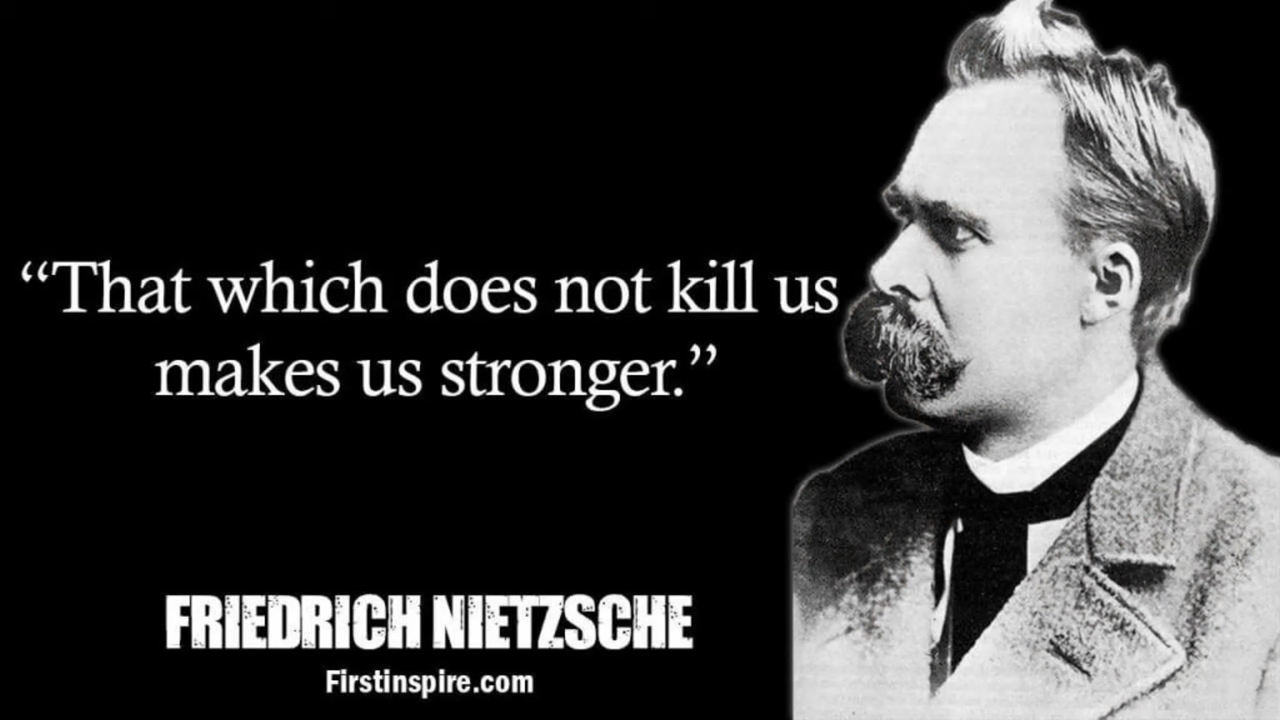 “That which does not kill us
makes us stronger.”
FRIEDRICH NIETZSCHE
Firstinspire.com